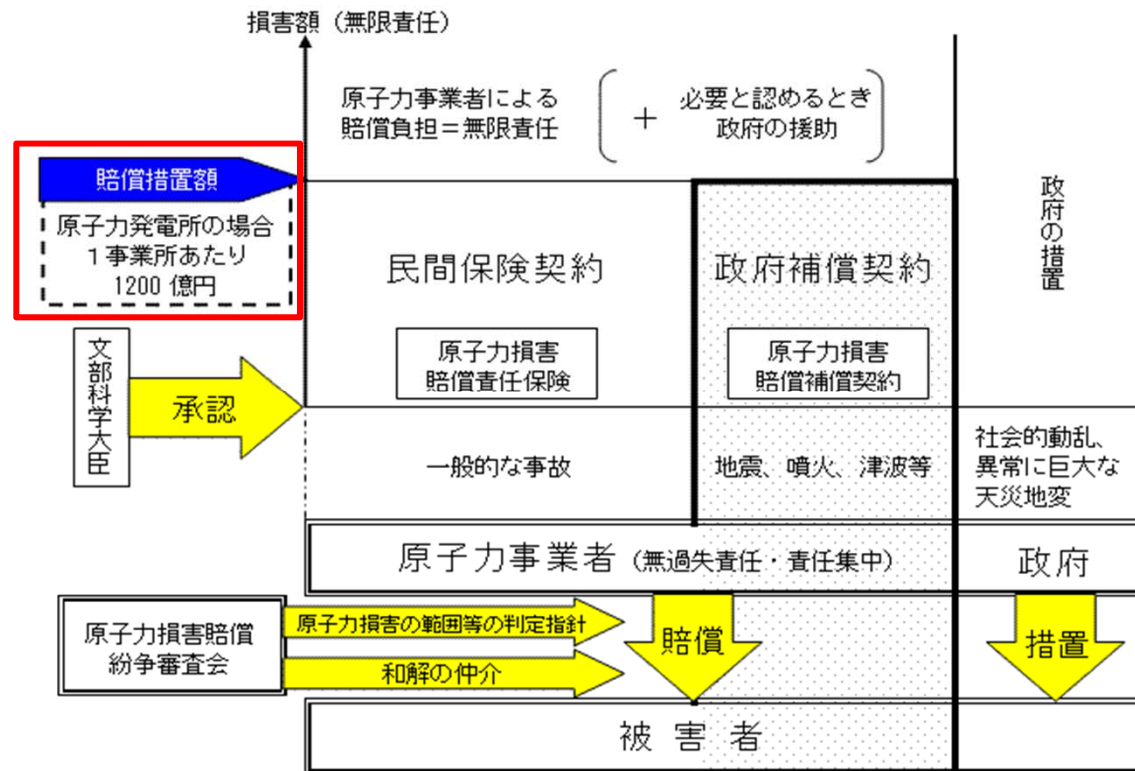 損害額（無限責任）
原子力事業者による
賠償負担＝無限責任
＋
必要と認めるとき
政府の援助
賠償措置額
原子力発電所の場合
１事業所あたり
1200 億円
民間保険契約
政府補償契約
政府の措置
原子力損害
賠償責任保険
原子力損害
賠償補償契約
文部科学大臣
承認
一般的な事故
地震、噴火、津波等
社会的動乱、
異常に巨大な
天災地変
原子力事業者（無過失責任・責任集中）
政府
原子力損害賠償
紛争審査会
原子力損害の範囲等の判定指針
和解の仲介
賠償
措置
被害者